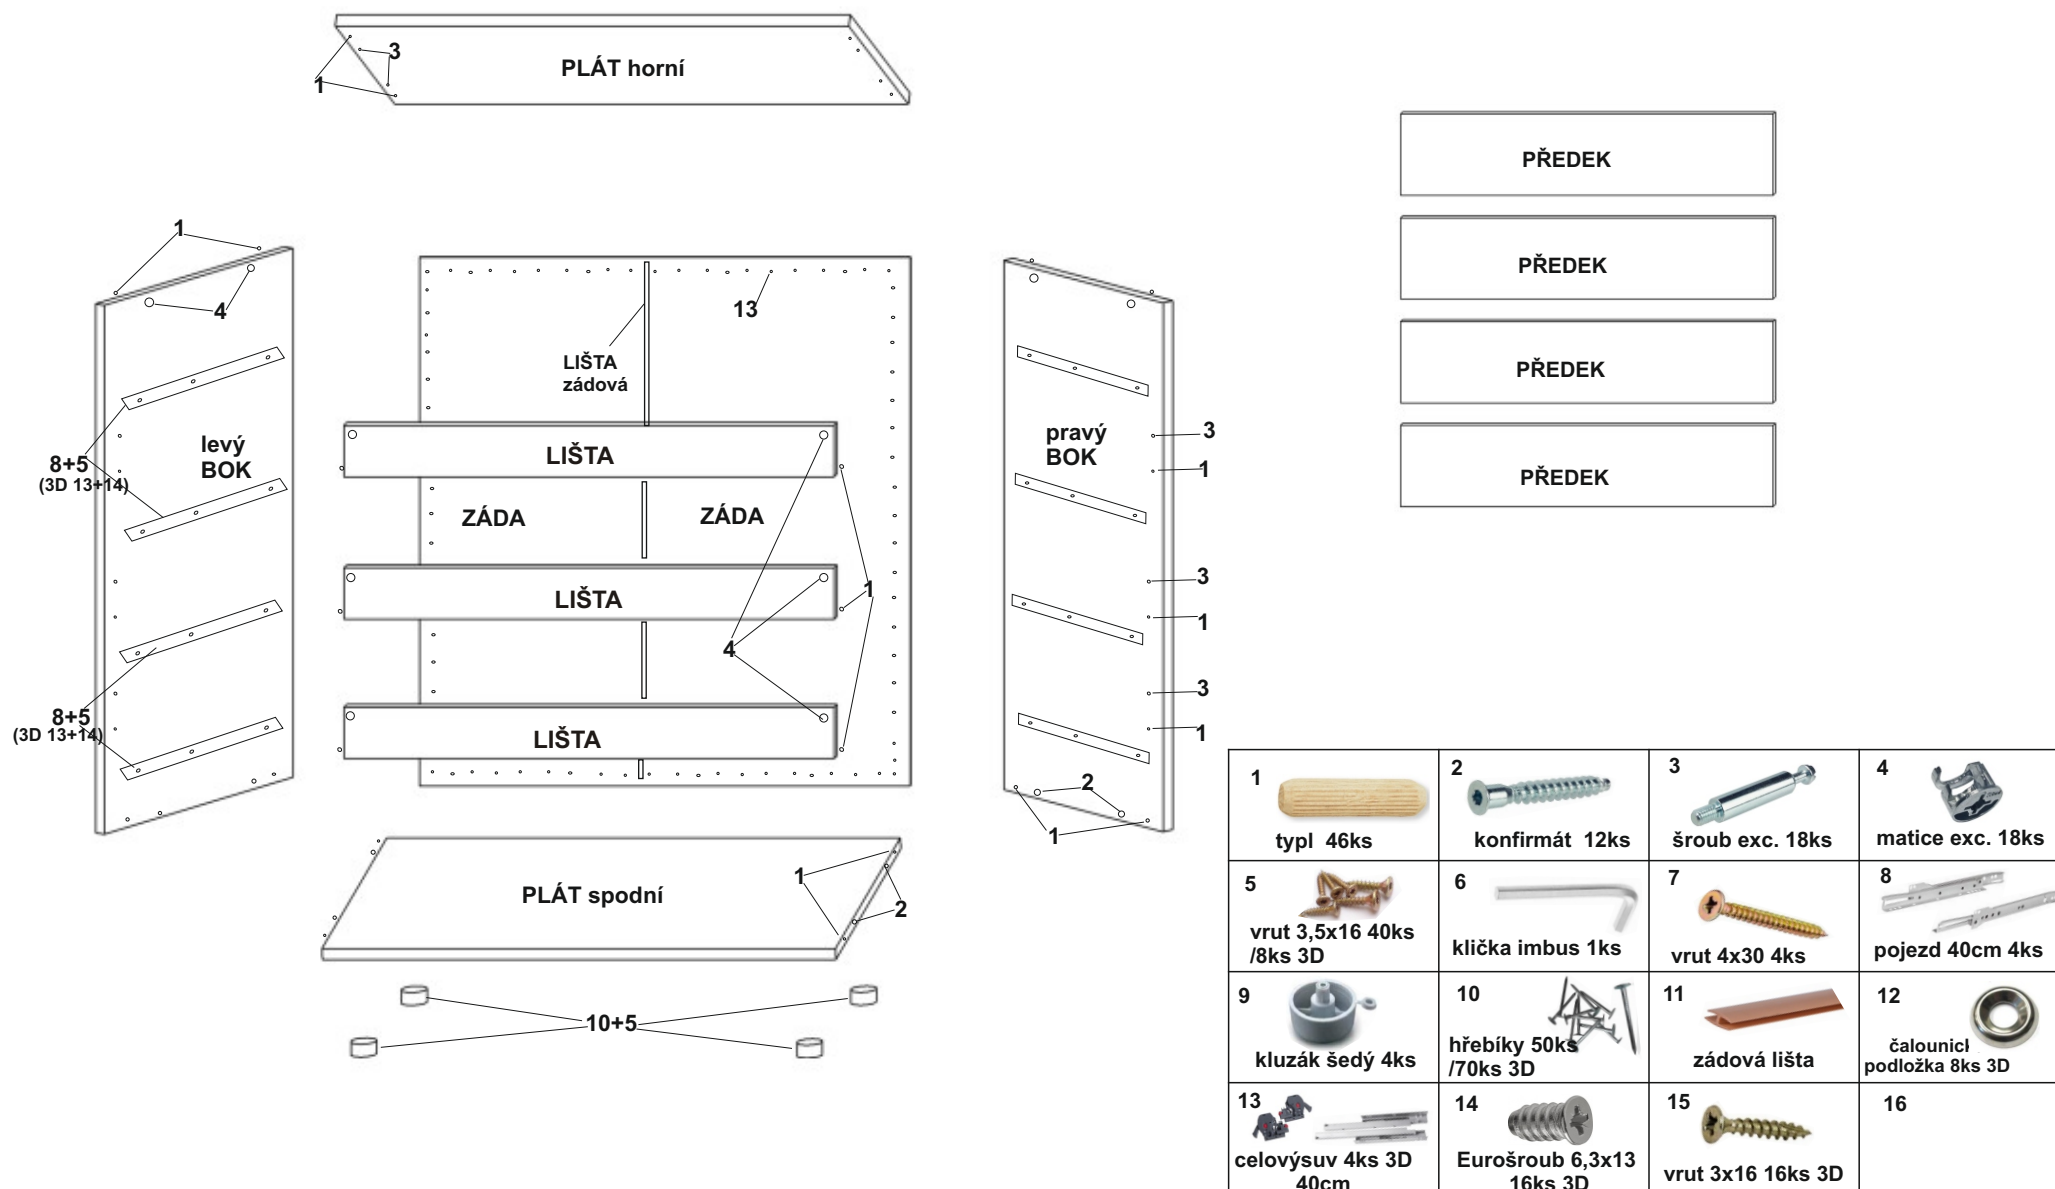 PLÁT horní
3
1
PŘEDEK
PŘEDEK
PŘEDEK
PŘEDEK
1
4
levý
BOK
8+5
(3D 13+14)
8+5
(3D 13+14)
13
LIŠTA
zádová
LIŠTA
ZÁDA
ZÁDA
LIŠTA
1
4
LIŠTA
pravý
BOK
3
1
3
1
3
1
2
1
PLÁT spodní
1
2
10+5
1
typl 46ks
2
konfirmát 12ks
3
šroub exc. 18ks
4
matice exc. 18ks
5
vrut 3,5x16 40ks
/8ks 3D
6
klička imbus 1ks
7
vrut 4x30 4ks
8
pojezd 40cm 4ks
9
kluzák šedý 4ks
10
hřebíky 50ks
/70ks 3D
11
zádová lišta
12
podložka 8ks 3D
13
celovýsuv 4ks 3D
40cm
14
Eurošroub 6,3x13
16ks 3D
15
vrut 3x16 16ks 3D
16